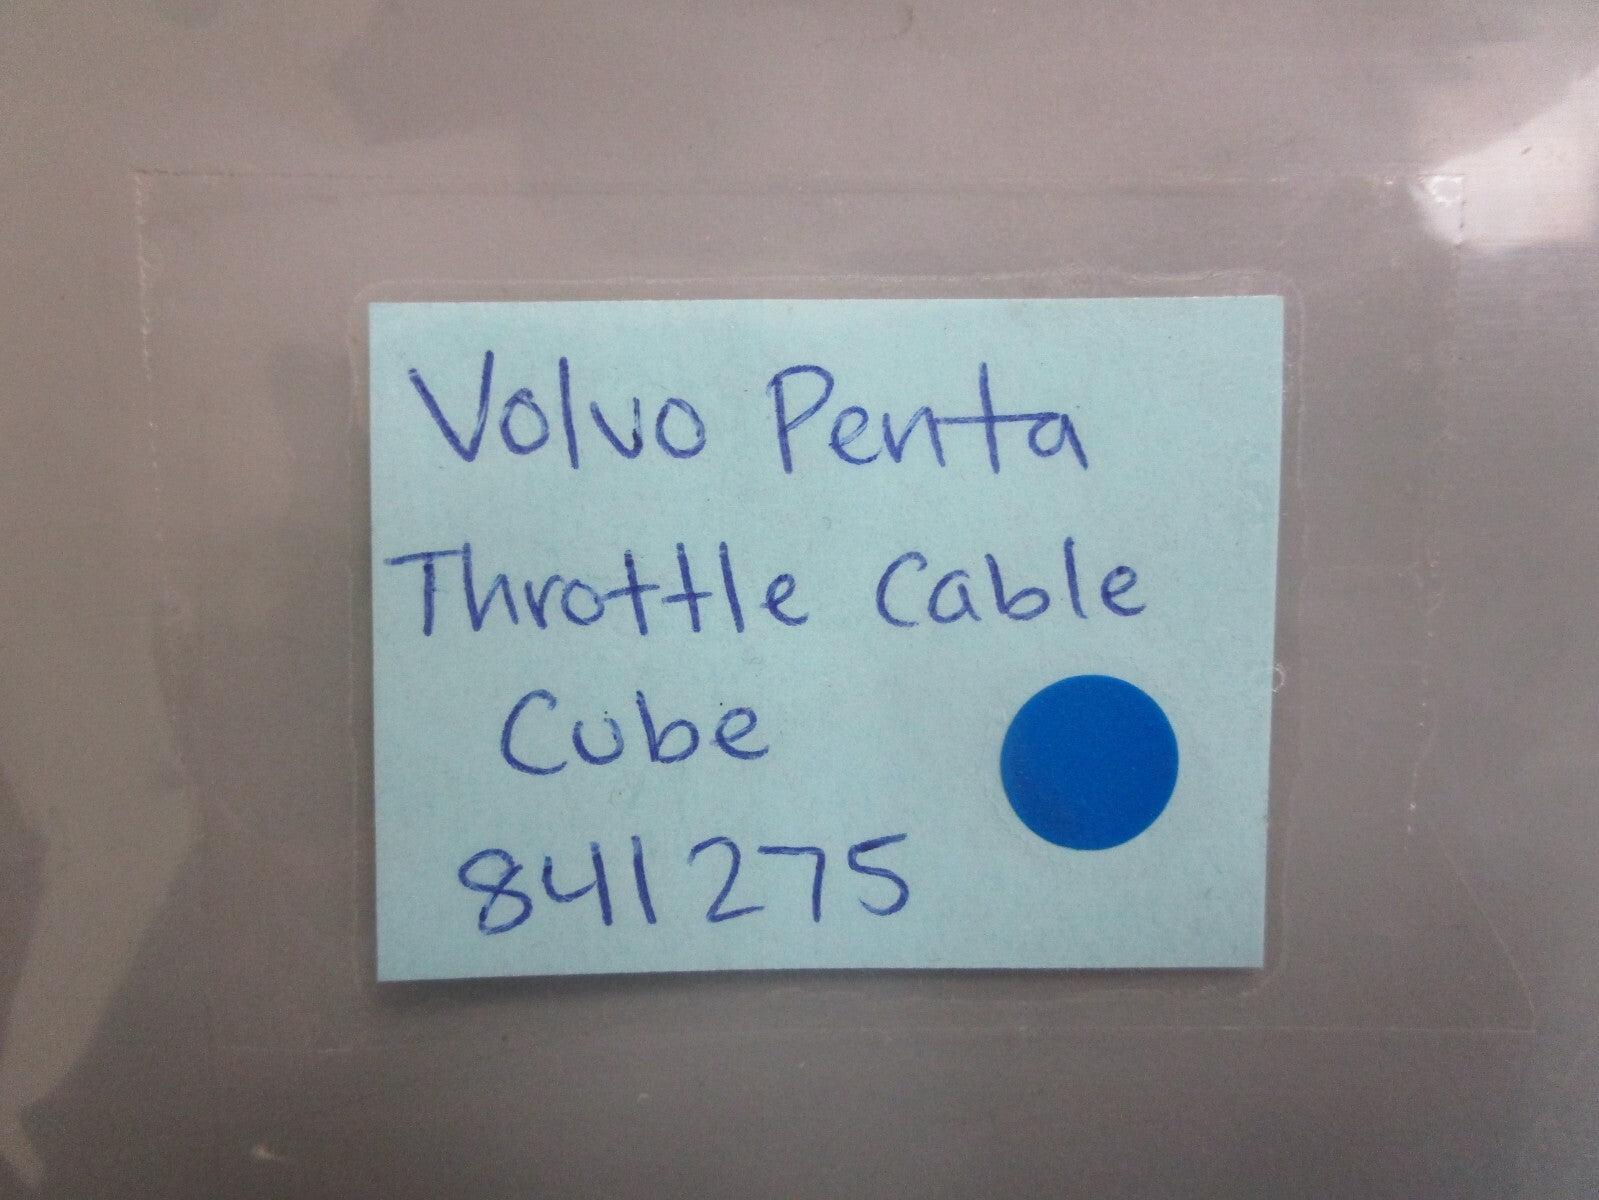 Volvo Penta
Throttle Cable
Cube
841275